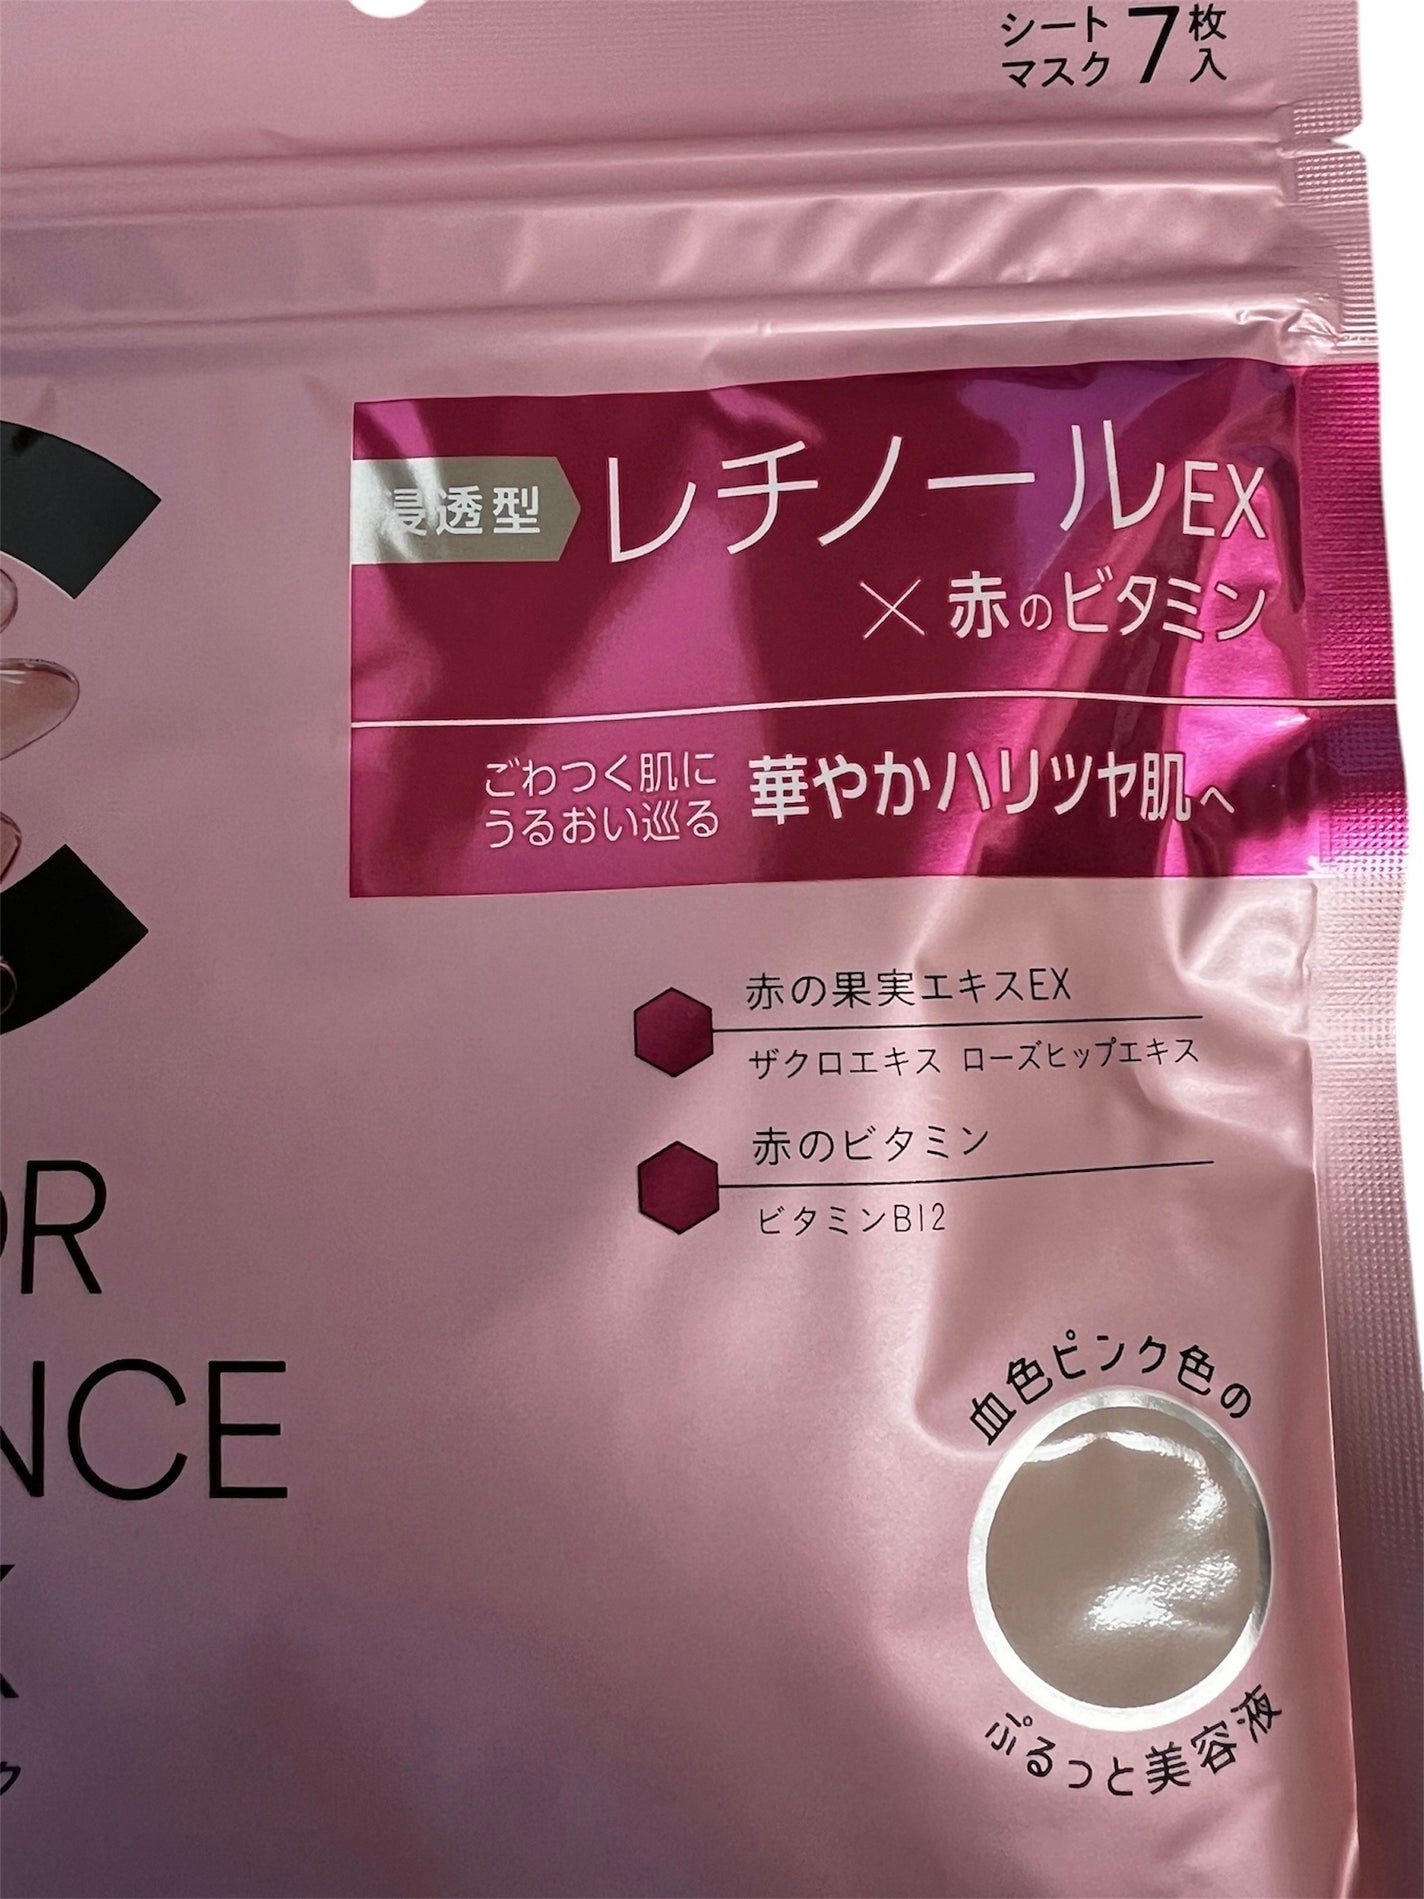 シート
マスク
7
枚
入
浸透型
レチノールEX
×赤のビタミン
ごわつく肌に
うるおい巡る
華やかハリツヤ肌へ
赤の果実エキスEX
ザクロエキス ローズヒップエキス
赤のビタミン
ビタミンB12
OR
NCE
血色ピンク色の
ぷるっと美容液